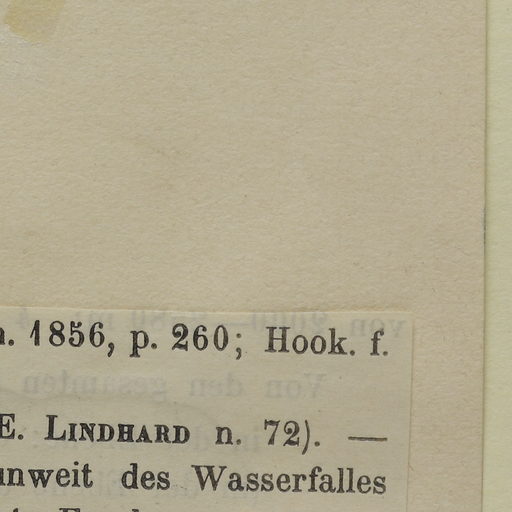 n. 1856, p. 260; Hook. f.
E. LINDHARD n. 72). —
unweit des Wasserfalles